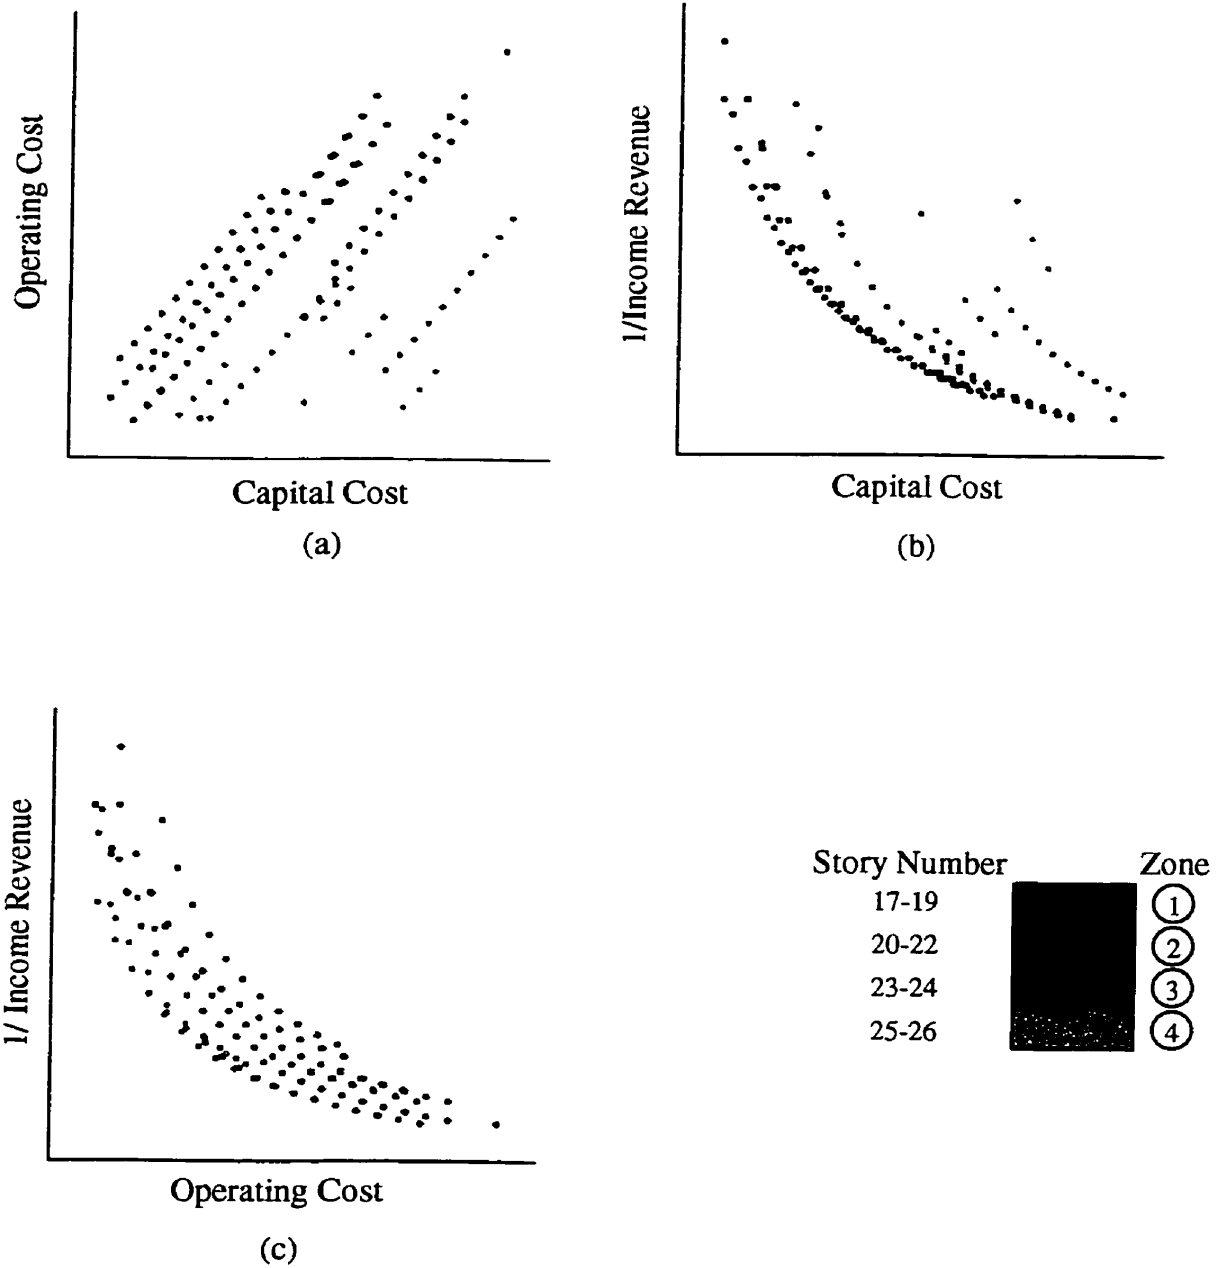 Operating Cost
Capital Cost
(a)
1/Income Revenue
Capital Cost
(b)
1/ Income Revenue
Operating Cost
(c)
Story Number Zone
17-19 1
20-22 2
23-24 3
25-26 4